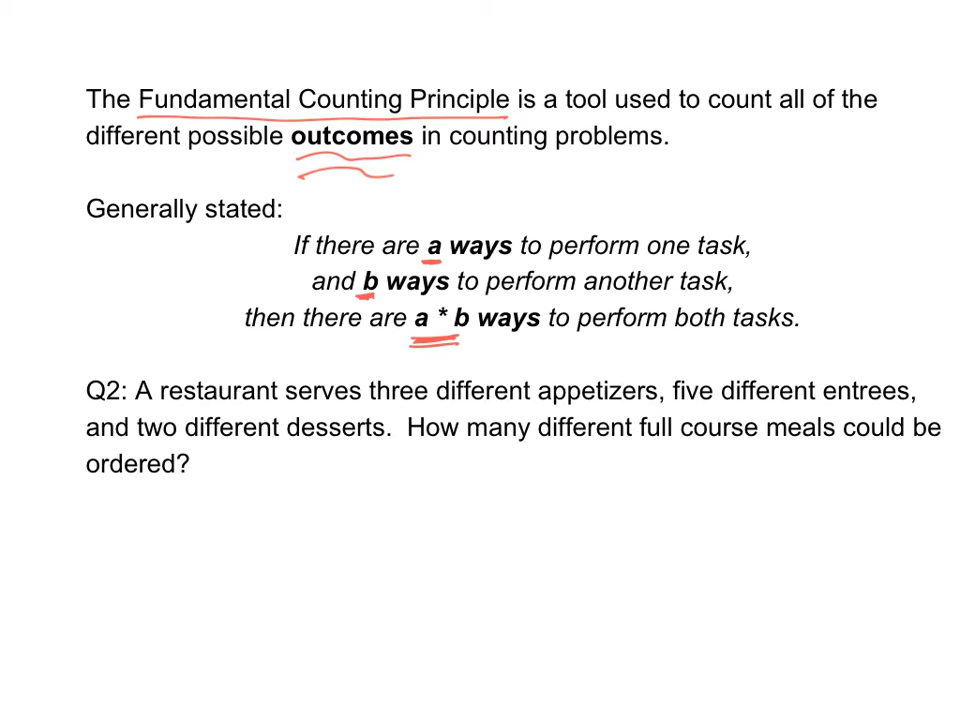 The Fundamental Counting Principle is a tool used to count all of the
different possible outcomes in counting problems.
Generally stated:
If there are a ways to perform one task,
and b ways to perform another task,
then there are a * b ways to perform both tasks.
Q2: A restaurant serves three different appetizers, five different entrees,
and two different desserts. How many different full course meals could be
ordered?